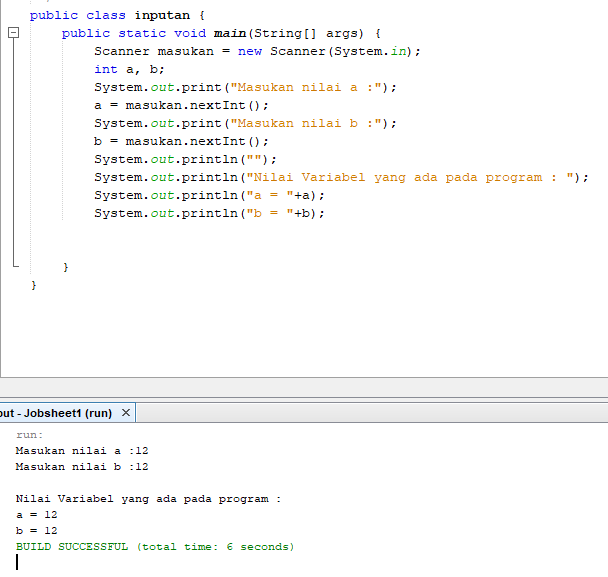 public class inputan {
public static void main(String[] args) {
Scanner masukan = new Scanner(System.in);
int a, b;
System.out.print("Masukan nilai a :");
a = masukan.nextInt();
System.out.print("Masukan nilai b :");
b = masukan.nextInt();
System.out.println("");
System.out.println("Nilai Variabel yang ada pada program : ");
System.out.println("a = "+a);
System.out.println("b = "+b);
}
}
out - Jobsheet1 (run) ×
run:
Masukan nilai a :12
Masukan nilai b :12
Nilai Variabel yang ada pada program :
a = 12
b = 12
BUILD SUCCESSFUL (total time: 6 seconds)